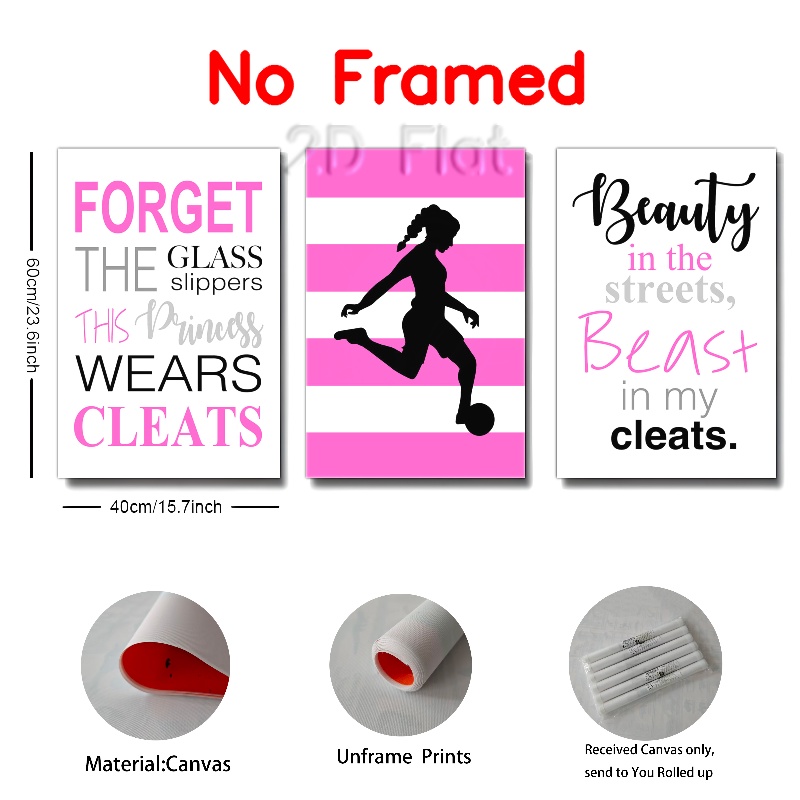 No Framed
2D Flat
FORGET
THE GLASS
slippers
THIS Princess
WEARS
CLEATS
Beauty
in the
streets,
Beast
in my
cleats.
60cm/23.6inch
40cm/15.7inch
Material:Canvas
Unframe Prints
Received Canvas only,
send to You Rolled up